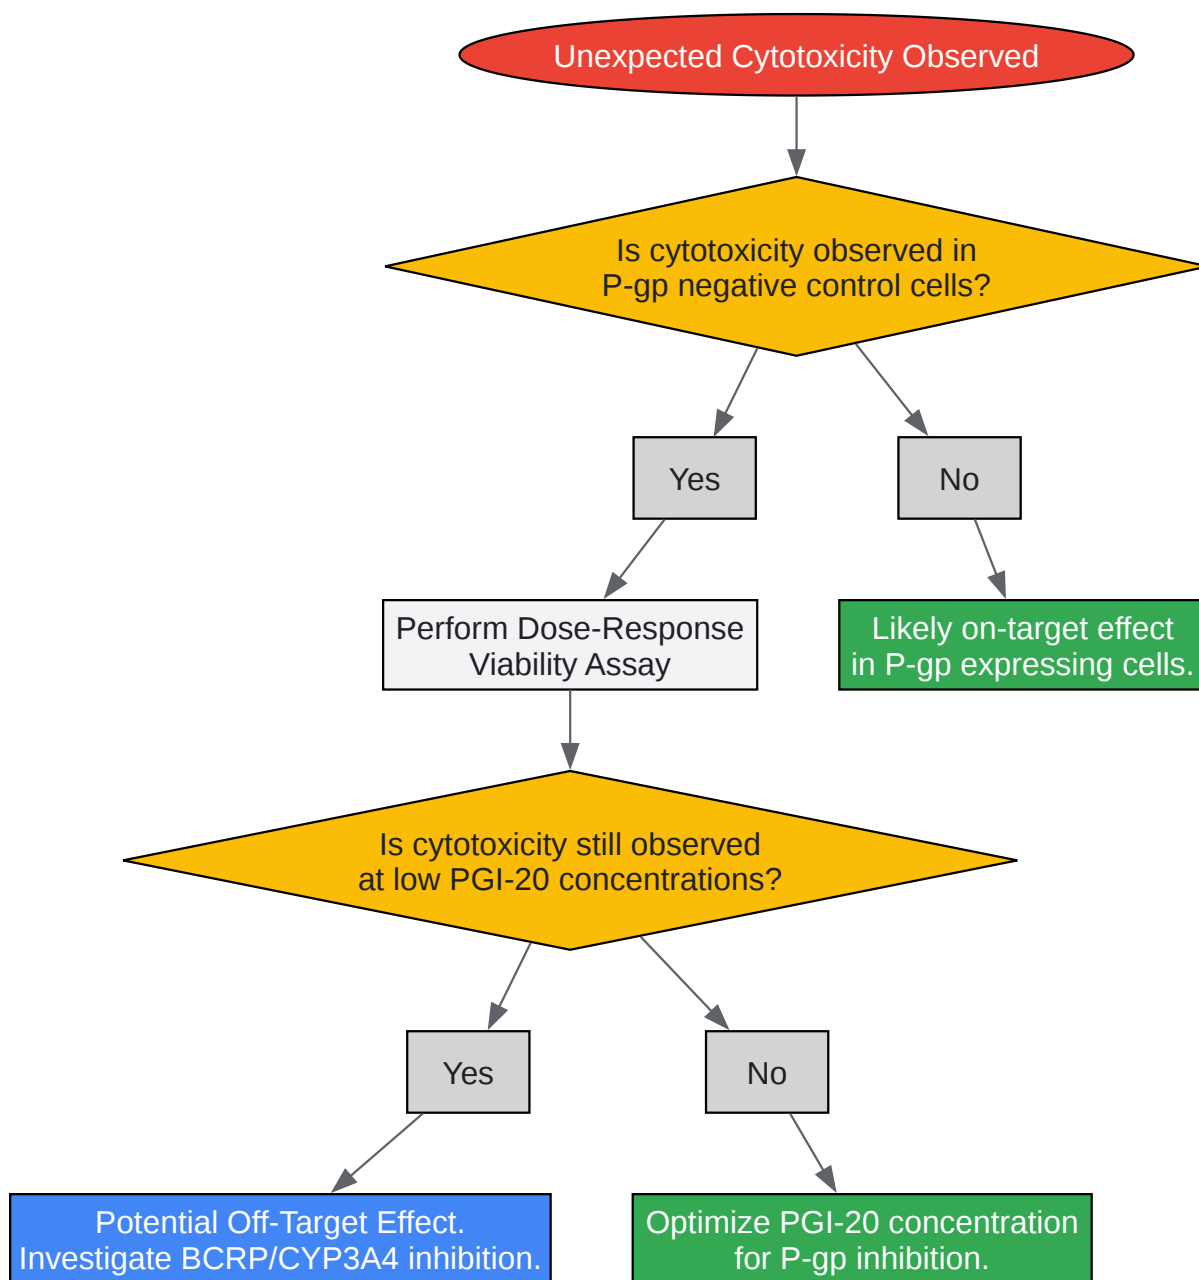 Unexpected Cytotoxicity Observed
Is cytotoxicity observed in
P-gp negative control cells?
Yes
No
Perform Dose-Response
Viability Assay
Likely on-target effect
in P-gp expressing cells.
Is cytotoxicity still observed
at low PGI-20 concentrations?
Yes
No
Potential Off-Target Effect.
Investigate BCRP/CYP3A4 inhibition.
Optimize PGI-20 concentration
for P-gp inhibition.